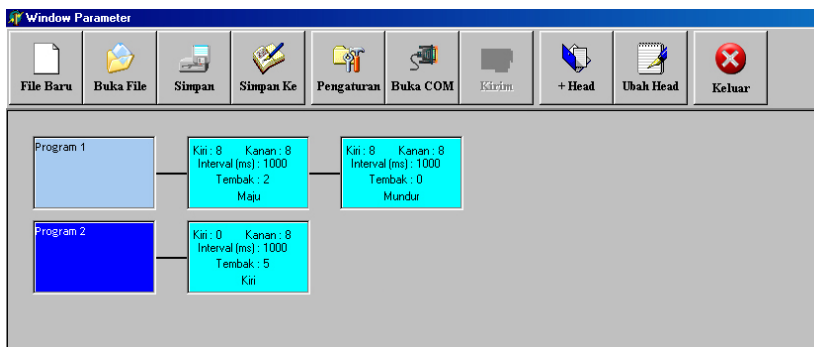 Window Parameter
File Baru Buka File Simpan Simpan Ke Pengaturan Buka COM Kirim + Head Ubah Head Keluar
Program 1
Kiri : 8 Kanan : 8
Interval (ms) : 1000
Tembak : 2
Maju
Kiri : 8 Kanan : 8
Interval (ms) : 1000
Tembak : 0
Mundur
Program 2
Kiri : 0 Kanan : 8
Interval (ms) : 1000
Tembak : 5
Kiri